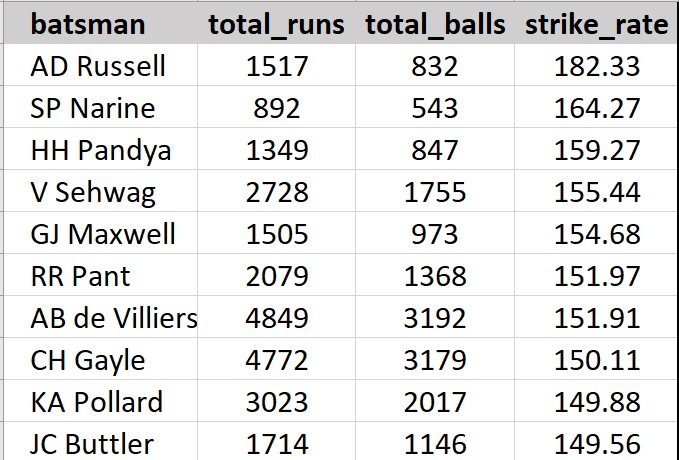 batsman total_runs total_balls strike_rate
AD Russell 1517 832 182.33
SP Narine 892 543 164.27
HH Pandya 1349 847 159.27
V Sehwag 2728 1755 155.44
GJ Maxwell 1505 973 154.68
RR Pant 2079 1368 151.97
AB de Villiers 4849 3192 151.91
CH Gayle 4772 3179 150.11
KA Pollard 3023 2017 149.88
JC Buttler 1714 1146 149.56